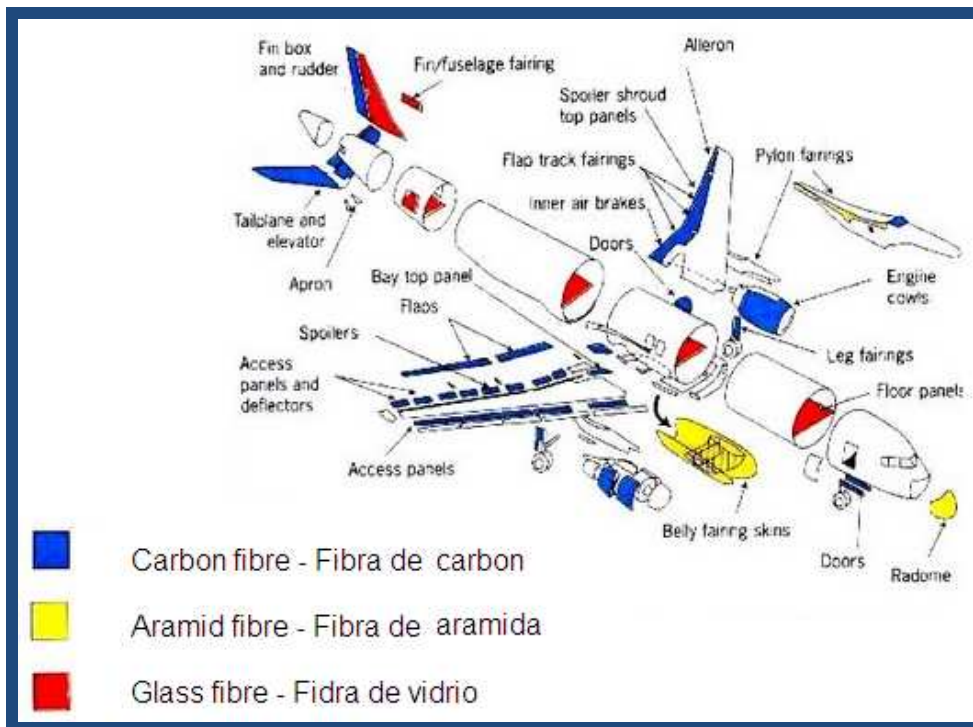 Fin box
and rudder
Fin/fuselage fairing
Aileron
Spoiler shroud
top panels
Flap track fairings
Pylon fairings
Inner air brakes
Tailplane and
elevator
Doors
Apron
Bay top panel
Engine
cowls
Flaps
Spoilers
Leg fairings
Access
panels and
deflectors
Floor panels
Access panels
Belly fairing skins
Doors
Radome
Carbon fibre - Fibra de carbon
Aramid fibre - Fibra de aramida
Glass fibre - Fidra de vidrio